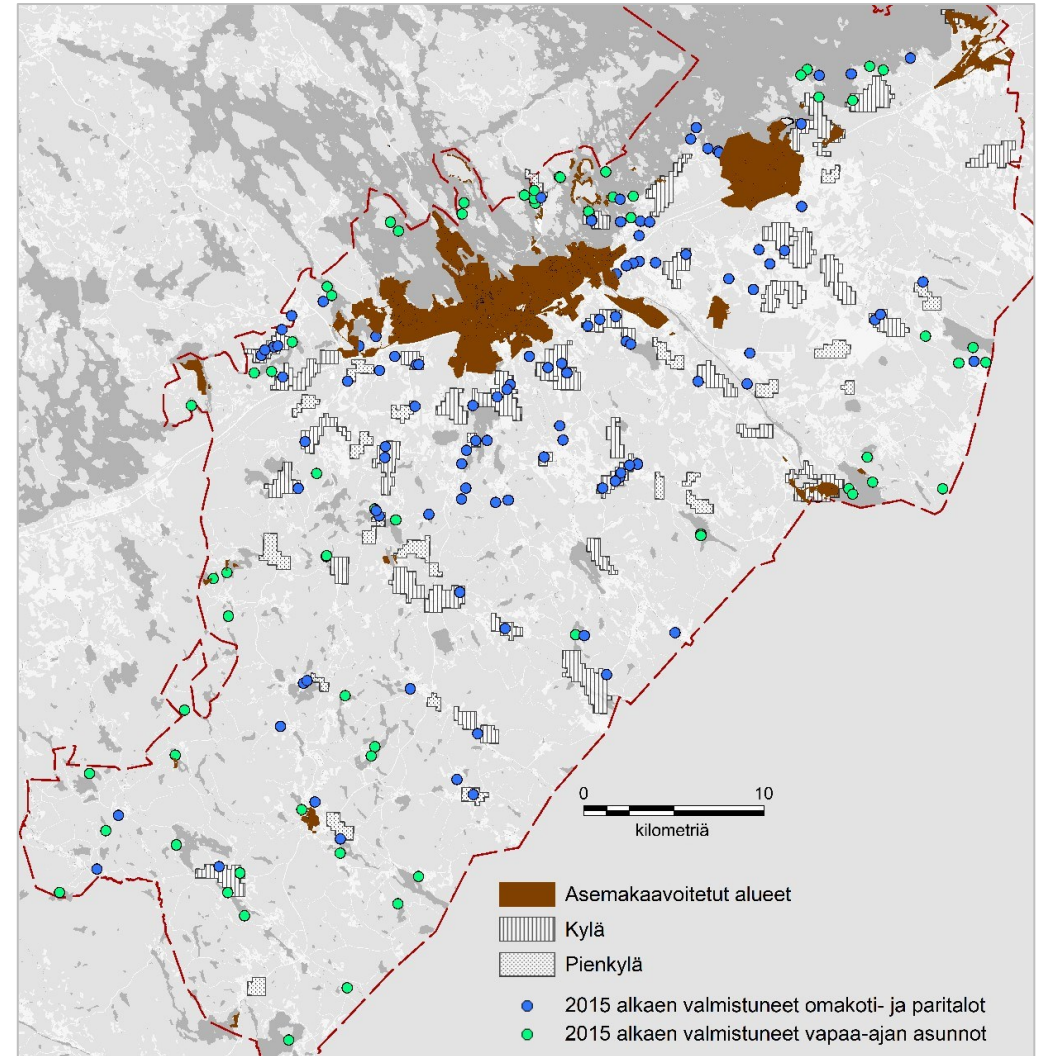 0 10
kilometriä
Asemakaavoitetut alueet
Kylä
Pienkylä
2015 alkaen valmistuneet omakoti- ja paritalot
2015 alkaen valmistuneet vapaa-ajan asunnot